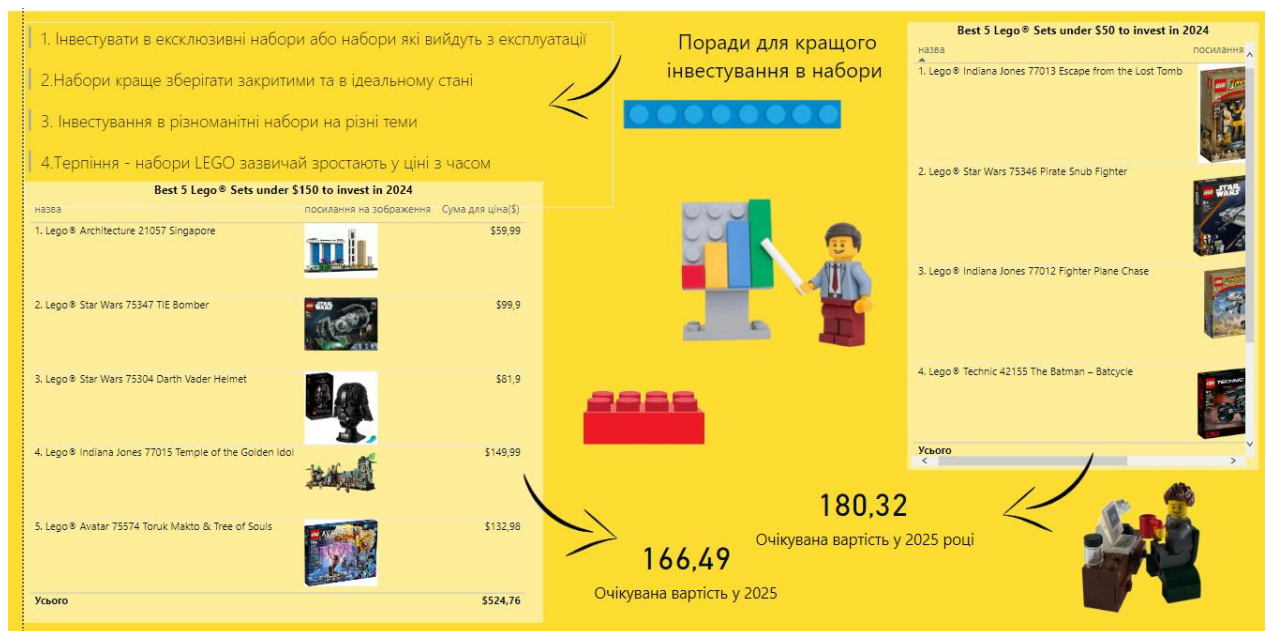 1. Інвестувати в ексклюзивні набори або набори які вийдуть з експлуатації
2.Набори краще зберігати закритими та в ідеальному стані
3. Інвестування в різноманітні набори на різні теми
4.Терпіння - набори LEGO зазвичай зростають у ціні з часом
Поради для кращого
інвестування в набори
Best 5 Lego® Sets under $150 to invest in 2024
назва посилання на зображення Сума для ціна($)
1. Lego® Architecture 21057 Singapore $59,99
2. Lego® Star Wars 75347 TIE Bomber $99,9
3. Lego® Star Wars 75304 Darth Vader Helmet $81,9
4. Lego® Indiana Jones 77015 Temple of the Golden Idol $149,99
5. Lego® Avatar 75574 Toruk Makto & Tree of Souls $132,98
Усього $524,76
Best 5 Lego® Sets under $50 to invest in 2024
назва посилання
1. Lego® Indiana Jones 77013 Escape from the Lost Tomb
2. Lego® Star Wars 75346 Pirate Snub Fighter
3. Lego® Indiana Jones 77012 Fighter Plane Chase
4. Lego® Technic 42155 The Batman – Batcycle
Усього
180,32
Очікувана вартість у 2025 році
166,49
Очікувана вартість у 2025